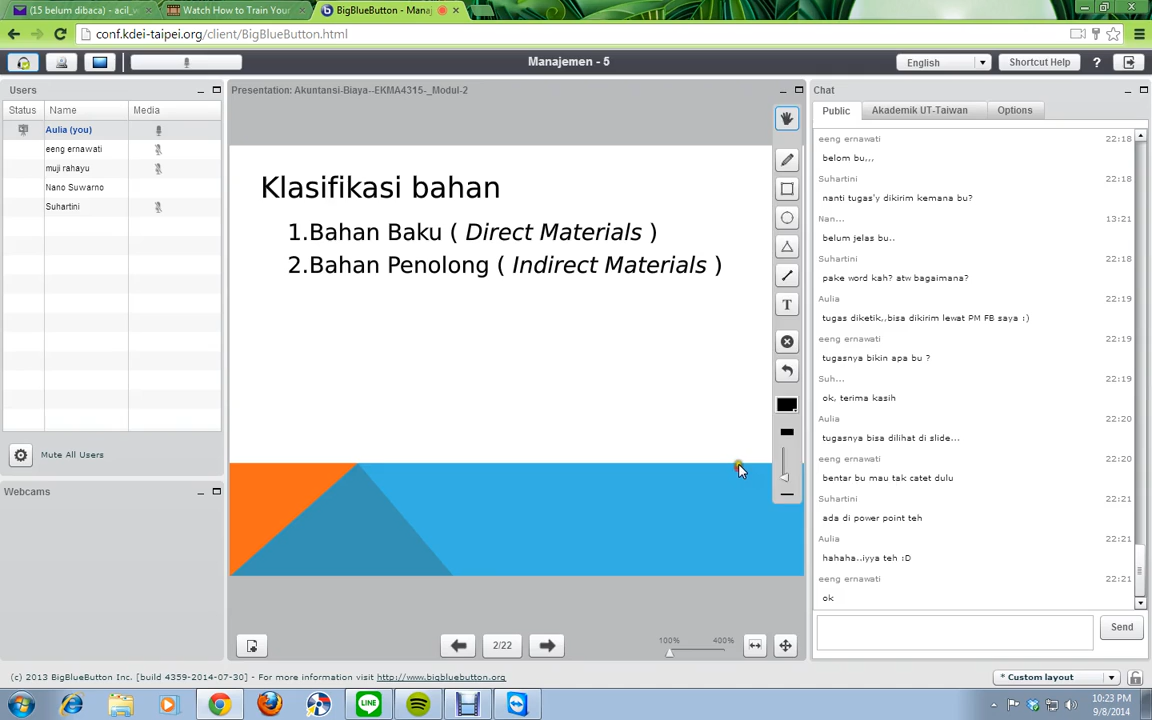 (15 belum dibaca) - acil_
Watch How to Train Your
BigBlueButton - Mana
conf.kdei-taipei.org/client/BigBlueButton.html
Manajemen - 5
English
Shortcut Help
?
Users
Status Name Media
Aulia (you)
eeng ernawati
muji rahayu
Nano Suwarno
Suhartini
Mute All Users
Webcams
Presentation: Akuntansi-Biaya--EKMA4315-_Modul-2
Klasifikasi bahan
1.Bahan Baku ( Direct Materials )
2.Bahan Penolong ( Indirect Materials )
T
2/22
100% 400%
Chat
Public Akademik UT-Taiwan Options
eeng ernawati 22:18
belom bu,,,
Suhartini 22:18
nanti tugas'y dikirim kemana bu?
Nan... 13:21
belum jelas bu..
Suhartini 22:18
pake word kah? atw bagaimana?
Aulia 22:19
tugas diketik,,bisa dikirim lewat PM FB saya :)
eeng ernawati 22:19
tugasnya bikin apa bu ?
Suh... 22:19
ok, terima kasih
Aulia 22:20
tugasnya bisa dilihat di slide...
eeng ernawati 22:20
bentar bu mau tak catet dulu
Suhartini 22:21
ada di power point teh
Aulia 22:21
hahaha..iyya teh :D
eeng ernawati 22:21
ok
Send
(c) 2013 BigBlueButton Inc. [build 4359-2014-07-30] - For more information visit http://www.bigbluebutton.org
* Custom layout
LINE
10:23 PM
9/8/2014